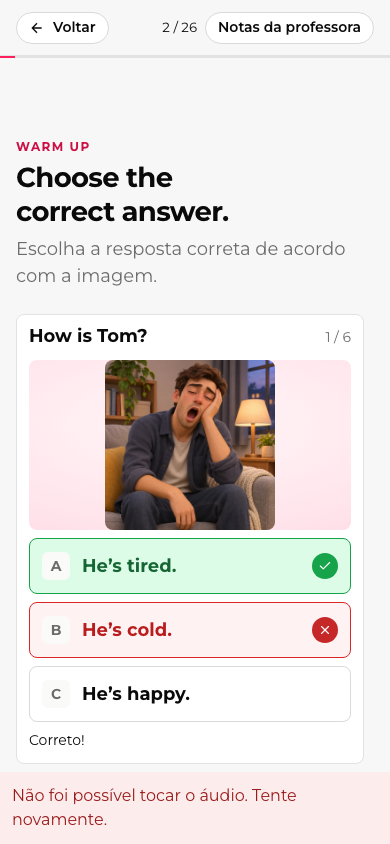 ← Voltar
2 / 26
Notas da professora
WARM UP
Choose the
correct answer.
Escolha a resposta correta de acordo
com a imagem.
How is Tom?
1 / 6
A He's tired.
B He's cold.
C He's happy.
Correto!
Não foi possível tocar o áudio. Tente
novamente.